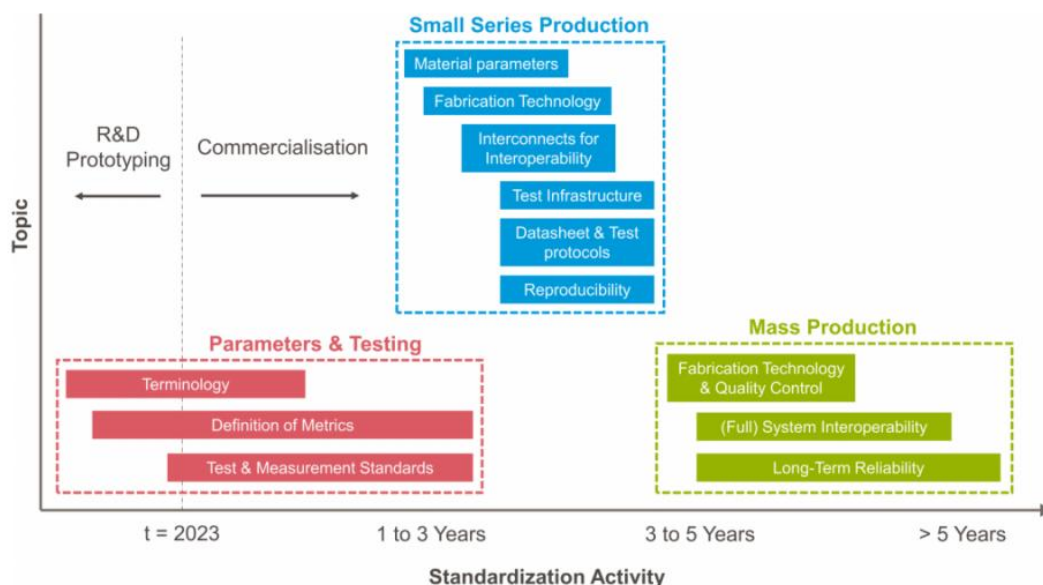 Small Series Production
Material parameters
Fabrication Technology
Interconnects for
Interoperability
Test Infrastructure
Datasheet & Test
protocols
Reproducibility
R&D
Prototyping
Commercialisation
Topic
Parameters & Testing
Terminology
Definition of Metrics
Test & Measurement Standards
Mass Production
Fabrication Technology
& Quality Control
(Full) System Interoperability
Long-Term Reliability
t = 2023
1 to 3 Years
3 to 5 Years
> 5 Years
Standardization Activity